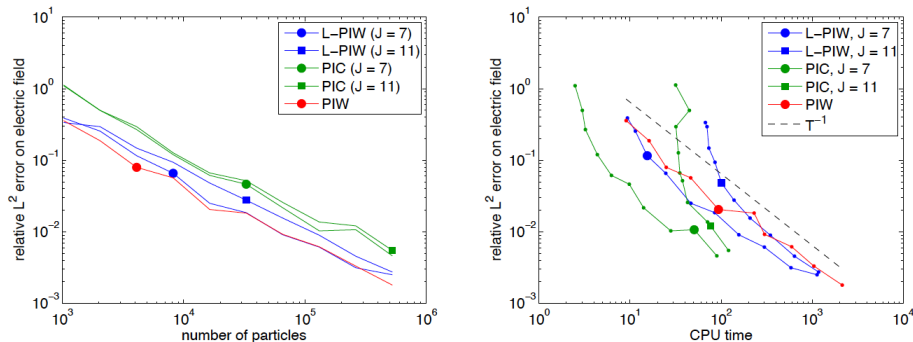 relative L² error on electric field
10¹
10⁰
10⁻¹
10⁻²
10⁻³
10³
10⁴
10⁵
10⁶
number of particles
L−PIW (J = 7)
L−PIW (J = 11)
PIC (J = 7)
PIC (J = 11)
PIW
relative L² error on electric field
10¹
10⁰
10⁻¹
10⁻²
10⁻³
10⁰
10¹
10²
10³
10⁴
CPU time
L−PIW, J = 7
L−PIW, J = 11
PIC, J = 7
PIC, J = 11
PIW
T⁻¹